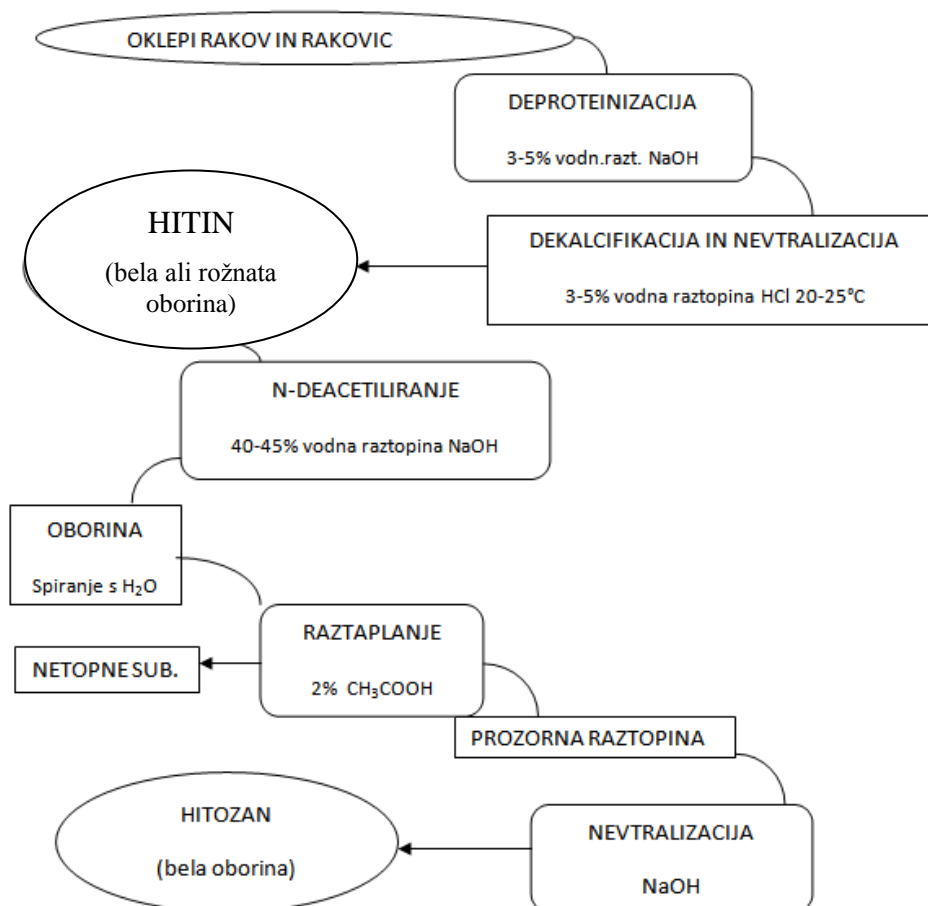 OKLEPI RAKOV IN RAKOVIC
DEPROTEINIZACIJA
3-5% vodn.razt. NaOH
DEKALCIFIKACIJA IN NEVTRALIZACIJA
3-5% vodna raztopina HCl 20-25°C
HITIN
(bela ali rožnata
oborina)
N-DEACETILIRANJE
40-45% vodna raztopina NaOH
OBORINA
Spiranje s H₂O
RAZTAPLANJE
2% CH₃COOH
NETOPNE SUB.
PROZORNA RAZTOPINA
NEVTRALIZACIJA
NaOH
HITOZAN
(bela oborina)